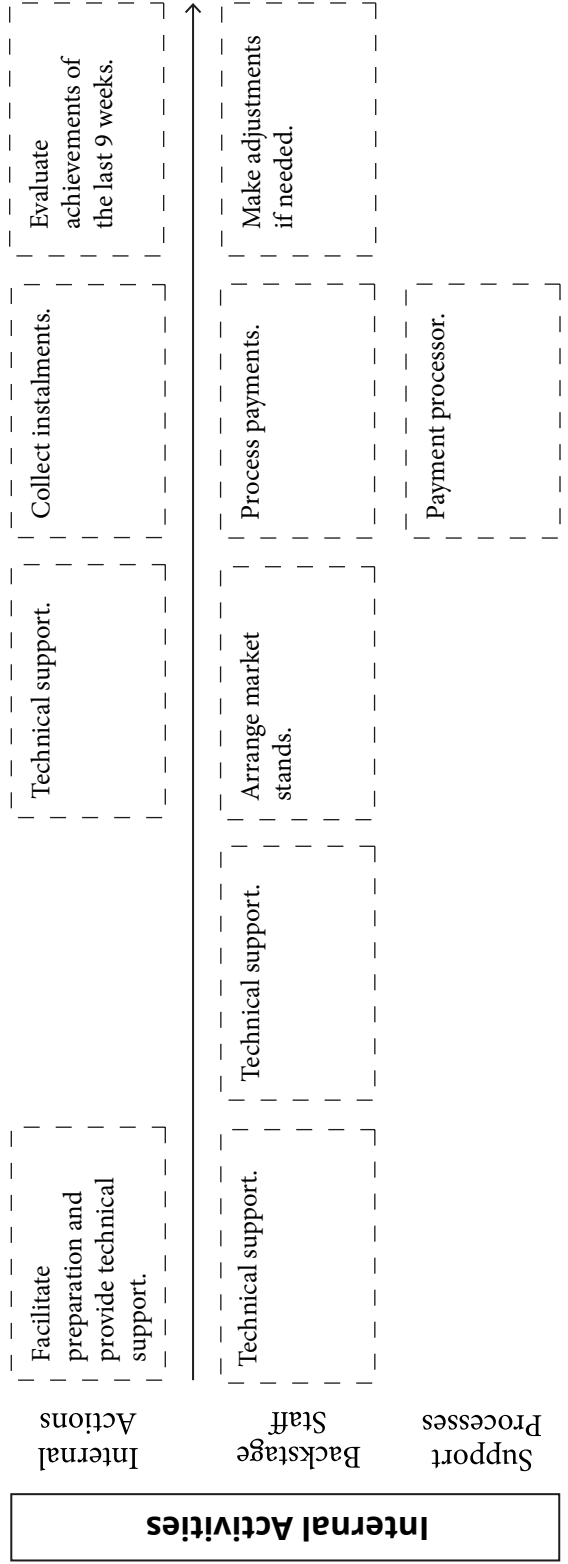 Internal Activities
Internal
Actions
Facilitate
preparation and
provide technical
support.
Technical support.
Collect instalments.
Evaluate
achievements of
the last 9 weeks.
Backstage
Staff
Technical support.
Technical support.
Arrange market
stands.
Process payments.
Make adjustments
if needed.
Support
Processes
Payment processor.